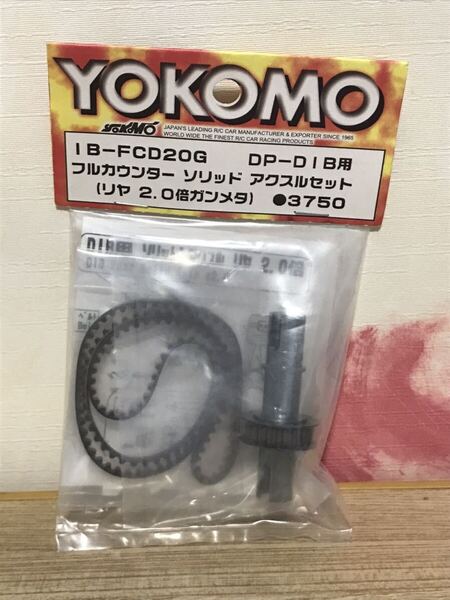 YOKOMO
YOKOMO JAPAN'S LEADING R/C CAR MANUFACTURER & EXPORTER SINCE 1965
WORLD WIDE THE FINEST R/C CAR RACING PRODUCTS
IB-FCD20G DP-DIB用
フルカウンター ソリッド アクスルセット
(リヤ 2.0倍ガンメタ) ●3750